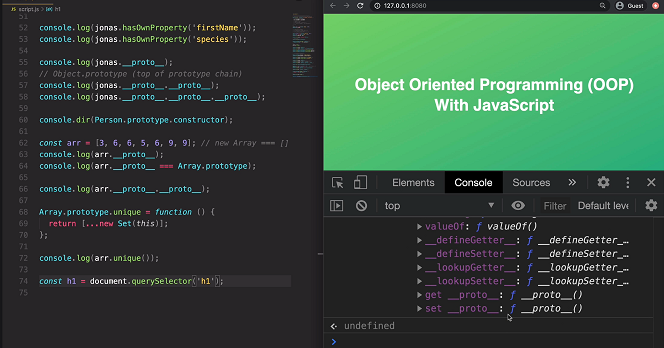 JS script.js > h1
51
52 console.log(jonas.hasOwnProperty('firstName'));
53 console.log(jonas.hasOwnProperty('species'));
54
55 console.log(jonas.__proto__);
56 // Object.prototype (top of prototype chain)
57 console.log(jonas.__proto__.__proto__);
58 console.log(jonas.__proto__.__proto__.__proto__);
59
60 console.dir(Person.prototype.constructor);
61
62 const arr = [3, 6, 6, 5, 6, 9, 9]; // new Array === []
63 console.log(arr.__proto__);
64 console.log(arr.__proto__ === Array.prototype);
65
66 console.log(arr.__proto__.__proto__);
67
68 Array.prototype.unique = function () {
69 return [...new Set(this)];
70 };
71
72 console.log(arr.unique());
73
74 const h1 = document.querySelector('h1');
75
127.0.0.1:8080
Guest
Object Oriented Programming (OOP)
With JavaScript
Elements Console Sources »
top Filter Default leve
valueOf: ƒ valueOf()
__defineGetter__: ƒ __defineGetter_…
__defineSetter__: ƒ __defineSetter_…
__lookupGetter__: ƒ __lookupGetter_…
__lookupSetter__: ƒ __lookupSetter_…
get __proto__: ƒ __proto__()
set __proto__: ƒ __proto__()
undefined